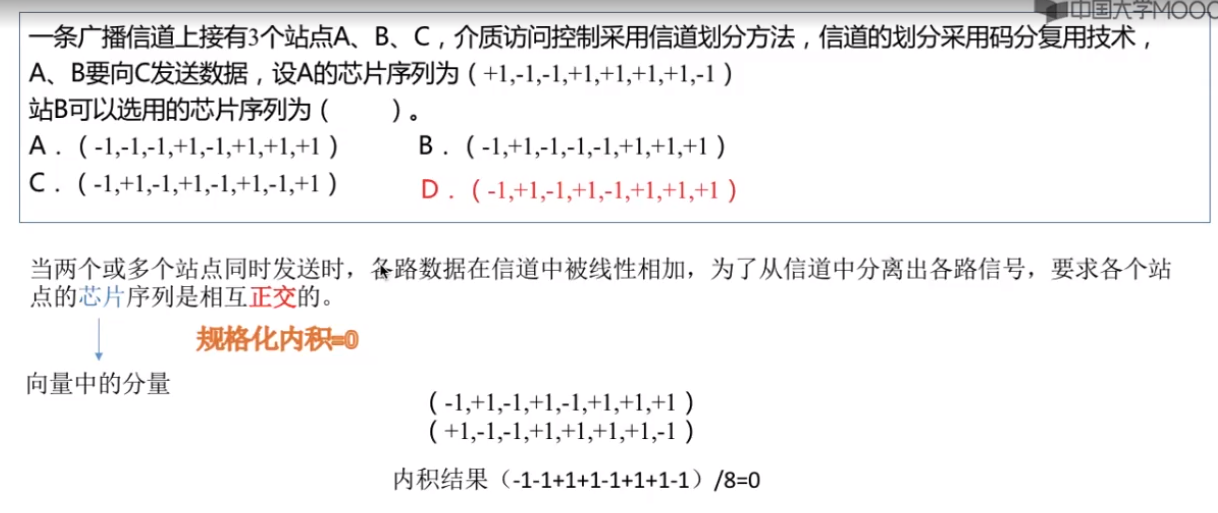 中国大学MOOC
一条广播信道上接有3个站点A、B、C，介质访问控制采用信道划分方法，信道的划分采用码分复用技术，
A、B要向C发送数据，设A的芯片序列为（+1,-1,-1,+1,+1,+1,+1,-1）
站B可以选用的芯片序列为（ ）。
A．（-1,-1,-1,+1,-1,+1,+1,+1） B．（-1,+1,-1,-1,-1,+1,+1,+1）
C．（-1,+1,-1,+1,-1,+1,-1,+1） D．（-1,+1,-1,+1,-1,+1,+1,+1）
当两个或多个站点同时发送时，各路数据在信道中被线性相加，为了从信道中分离出各路信号，要求各个站
点的芯片序列是相互正交的。
规格化内积=0
向量中的分量
（-1,+1,-1,+1,-1,+1,+1,+1）
（+1,-1,-1,+1,+1,+1,+1,-1）
内积结果（-1-1+1+1-1+1+1-1）/8=0